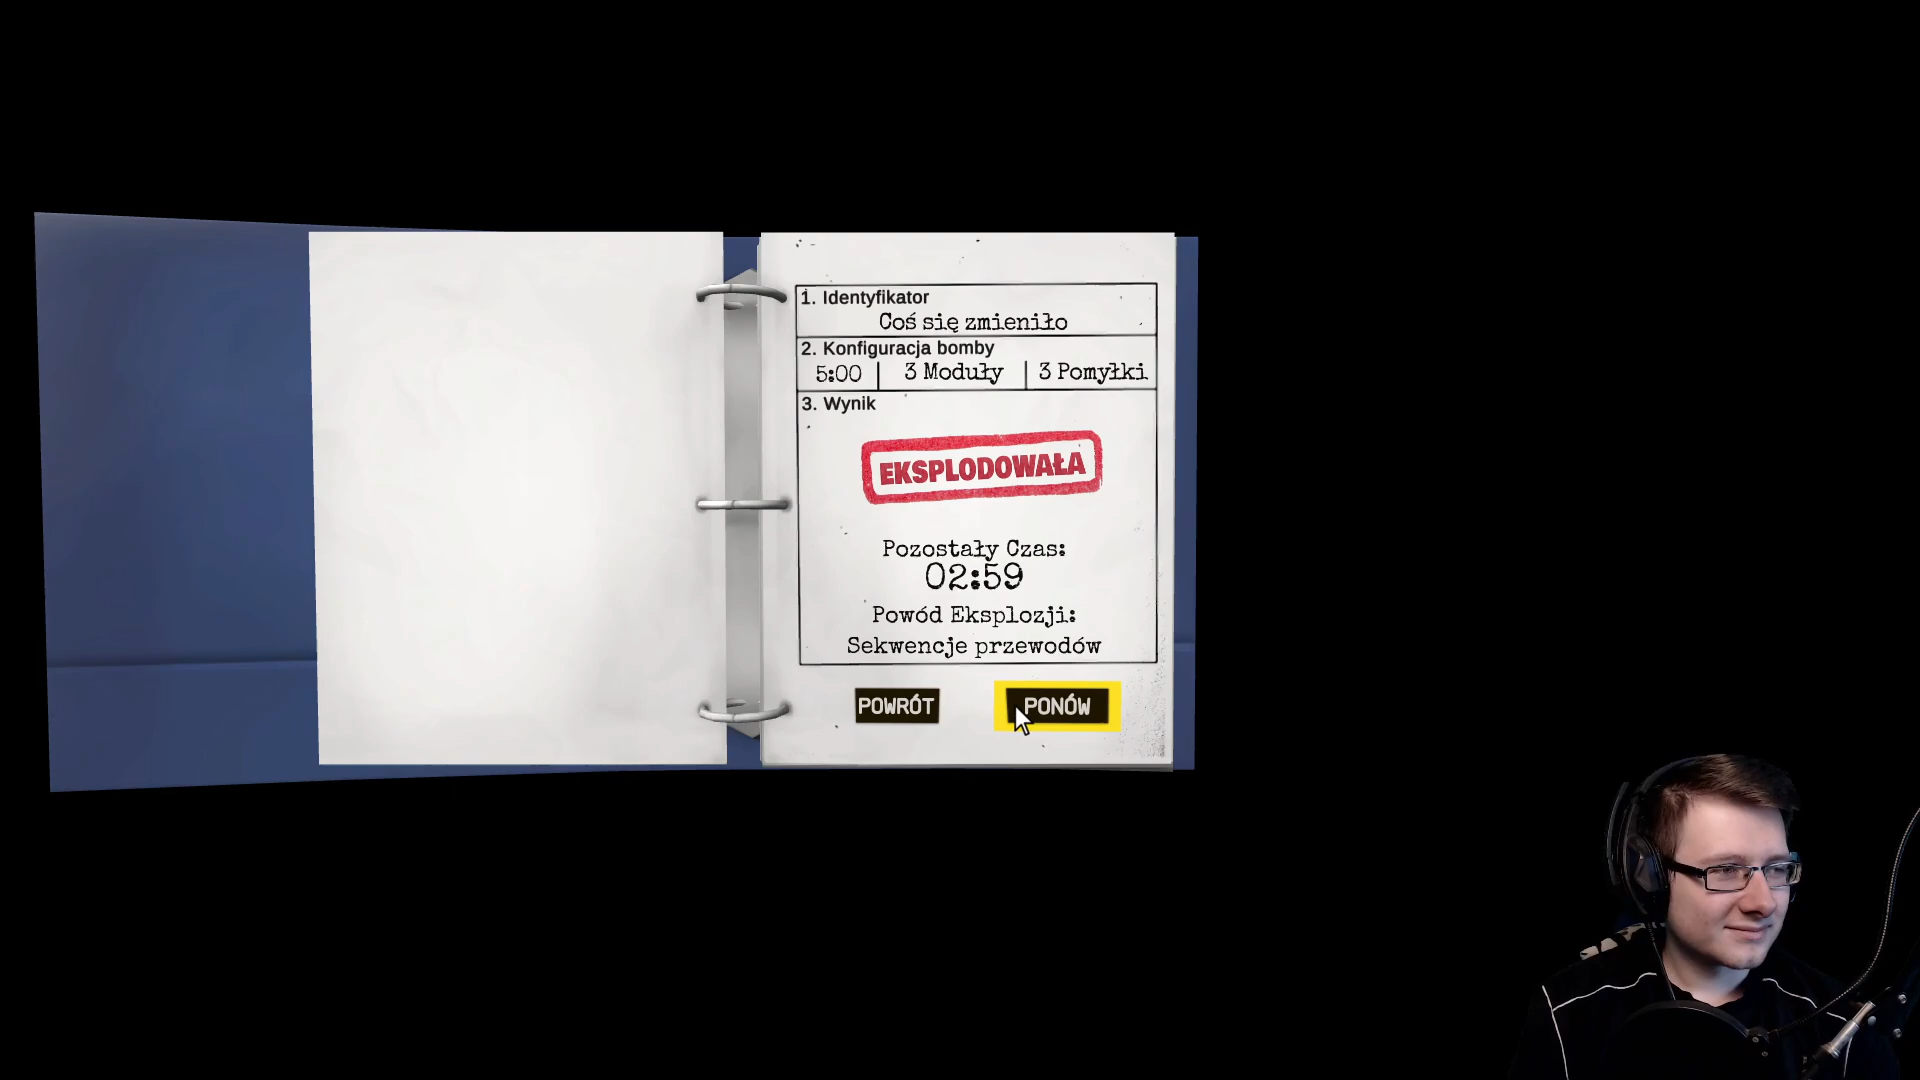 1. Identyfikator
Coś się zmieniło
2. Konfiguracja bomby
5:00 | 3 Moduły | 3 Pomyłki
3. Wynik
EKSPLODOWAŁA
Pozostały Czas:
02:59
Powód Eksplozji:
Sekwencje przewodów
POWRÓT PONÓW